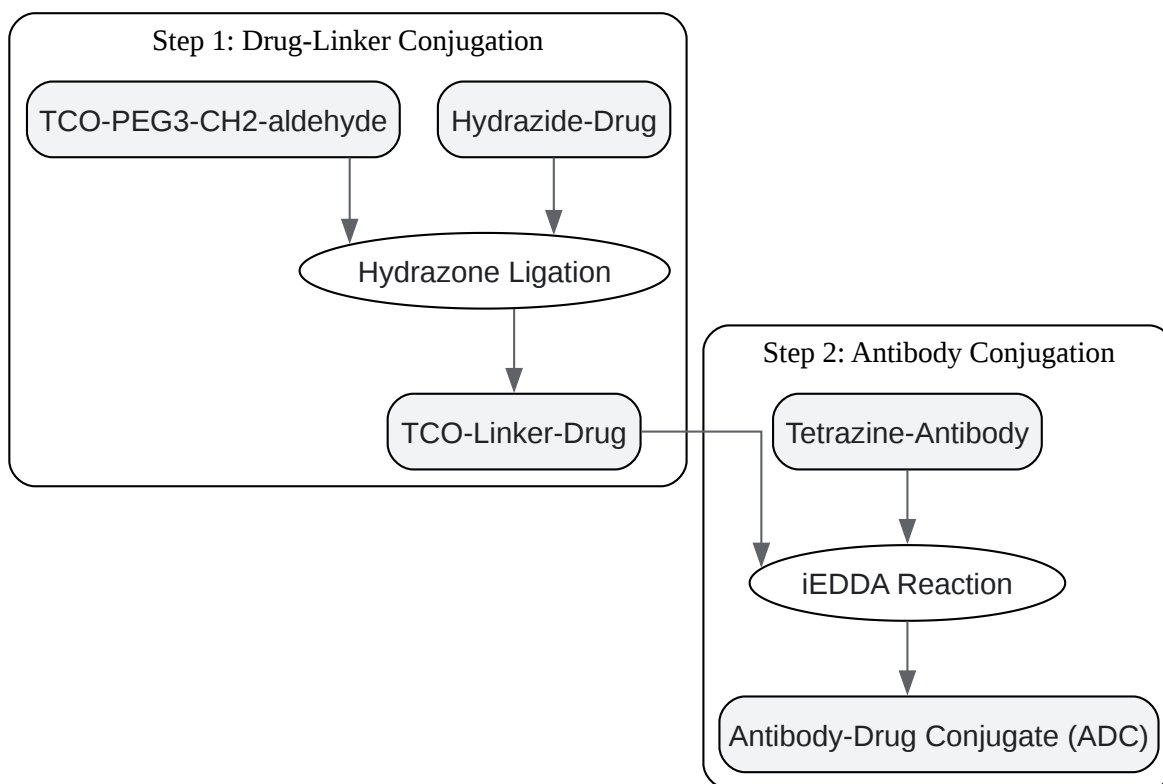 Step 1: Drug-Linker Conjugation
TCO-PEG3-CH2-aldehyde
Hydrazide-Drug
Hydrazone Ligation
TCO-Linker-Drug
Step 2: Antibody Conjugation
Tetrazine-Antibody
iEDDA Reaction
Antibody-Drug Conjugate (ADC)